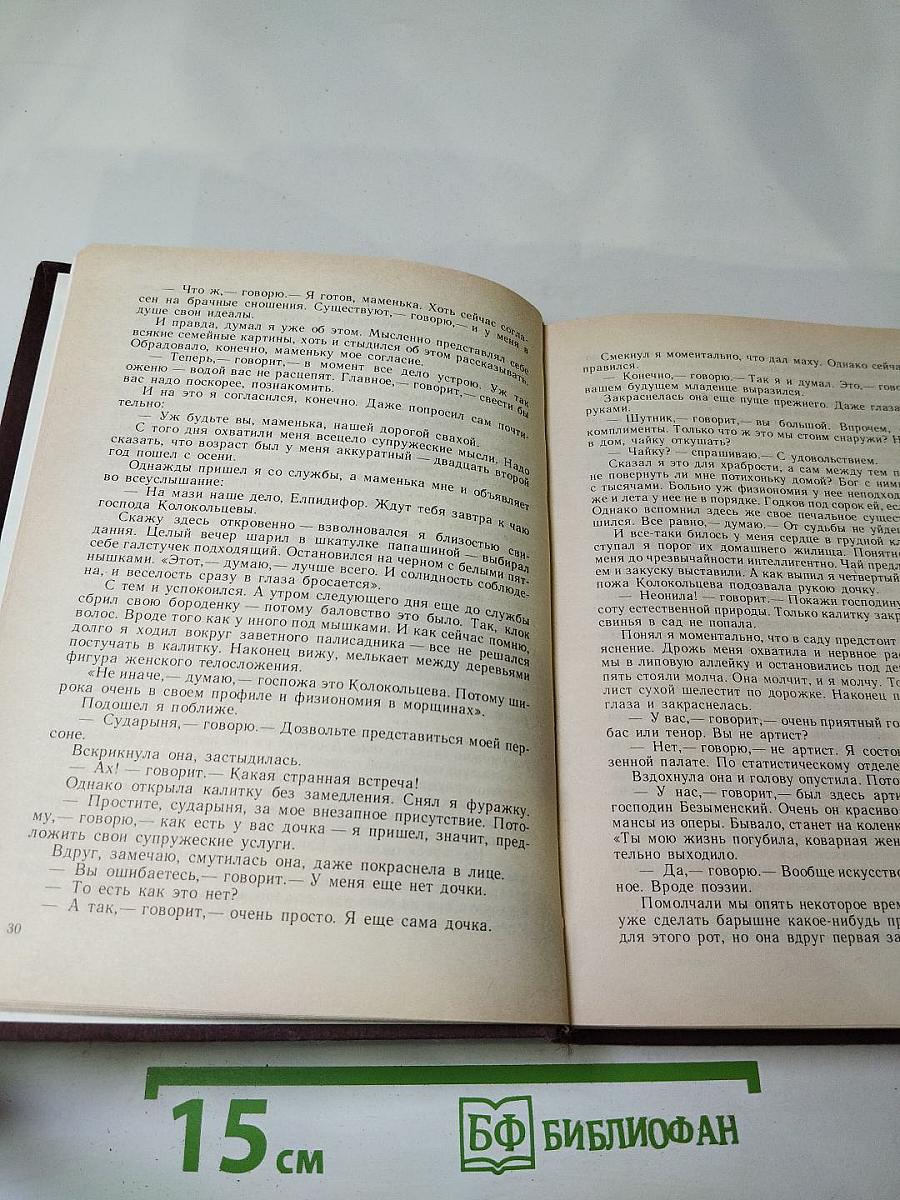 — Что ж,— говорю.— Я готов, маменька. Хоть сейчас согла-
сен на брачные сношения. Существуют,— говорю,— и у меня в
душе свои идеалы.
И правда, думал я уже об этом. Мысленно представлял себе
всякие семейные картины, хоть и стыдился об этом рассказывать.
Обрадовало, конечно, маменьку мое согласие.
— Теперь,— говорит,— в момент все дело устрою. Уж так
оженю — водой вас не расцепят. Главное,— говорит,— свести бы
вас надо поскорее, познакомить.
И на это я согласился, конечно. Даже попросил сам почти-
тельно:
— Уж будьте вы, маменька, нашей дорогой свахой.
С того дня охватили меня всецело супружеские мысли. Надо
сказать, что возраст был у меня аккуратный — двадцать второй
год пошел с осени.
Однажды пришел я со службы, а маменька мне и объявляет
во всеуслышание:
— На мази наше дело, Елпидифор. Ждут тебя завтра к чаю
господа Колокольцевы.
Скажу здесь откровенно — взволновался я близостью сви-
дания. Целый вечер шарил в шкатулке папашиной — выбирал
себе галстучек подходящий. Остановился на черном с белыми пят-
нышками. «Этот,— думаю,— лучше всего. И солидность соблюде-
на, и веселость сразу в глаза бросается».
С тем и успокоился. А утром следующего дня еще до службы
сбрил свою бороденку — потому баловство это было. Так, клок
волос. Вроде того как у иного под мышками. И как сейчас помню,
долго я ходил вокруг заветного палисадника — все не решался
постучать в калитку. Наконец вижу, мелькает между деревьями
фигура женского телосложения.
«Не иначе,— думаю,— госпожа это Колокольцева. Потому ши-
рока очень в своем профиле и физиономия в морщинах».
Подошел я поближе.
— Сударыня,— говорю.— Дозвольте представиться моей пер-
соне.
Вскрикнула она, застыдилась.
— Ах! — говорит.— Какая странная встреча!
Однако открыла калитку без замедления. Снял я фуражку.
— Простите, сударыня, за мое внезапное присутствие. Пото-
му,— говорю,— как есть у вас дочка — я пришел, значит, пред-
ложить свои супружеские услуги.
Вдруг, замечаю, смутилась она, даже покраснела в лице.
— Вы ошибаетесь,— говорит.— У меня еще нет дочки.
— То есть как это нет?
— А так,— говорит,— очень просто. Я еще сама дочка.
30
Смекнул я моментально, что дал маху. Однако сейча
правился.
— Конечно,— говорю.— Так я и думал. Это,— гово
вашем будущем младенце выразился.
Закраснелась она еще пуще прежнего. Даже глаза
руками.
— Шутник,— говорит,— вы большой. Впрочем,
комплименты. Только что ж это мы стоим снаружи? Н
в дом, чайку откушать?
— Чайку? — спрашиваю.— С удовольствием.
Сказал я это для храбрости, а сам между тем п
не повернуть ли мне потихоньку домой? Бог с ними
с тысячами. Больно уж физиономия у нее неподход
же и лета у нее не в порядке. Годков под сорок ей, есл
Однако вспомнил здесь же свое печальное сущест
шился. Все равно,— думаю.— От судьбы не уйде
И все-таки билось у меня сердце в грудной кл
ступал я порог их домашнего жилища. Понятно
меня до чрезвычайности интеллигентно. Чай предл
ем и закуску выставили. А как выпил я четвертый
пожа Колокольцева подозвала рукою дочку.
— Неонила! — говорит.— Покажи господину
соту естественной природы. Только калитку закр
свинья в сад не попала.
Понял я моментально, что в саду предстоит
яснение. Дрожь меня охватила и нервное рас
мы в липовую аллейку и остановились под де
пять стояли молча. Она молчит, и я молчу. То
лист сухой шелестит по дорожке. Наконец п
глаза и закраснелась.
— У вас,— говорит,— очень приятный го
бас или тенор. Вы не артист?
— Нет,— говорю,— не артист. Я состою
зенной палате. По статистическому отделе
Вздохнула она и голову опустила. Пото
— У нас,— говорит,— был здесь арти
господин Безыменский. Очень он красиво
мансы из оперы. Бывало, станет на коленк
«Ты мою жизнь погубила, коварная жен
тельно выходило.
— Да,— говорю.— Вообще искусство
ное. Вроде поэзии.
Помолчали мы опять некоторое врем
уже сделать барышне какое-нибудь пр
для этого рот, но она вдруг первая за
15 см
БФ БИБЛИОФАН